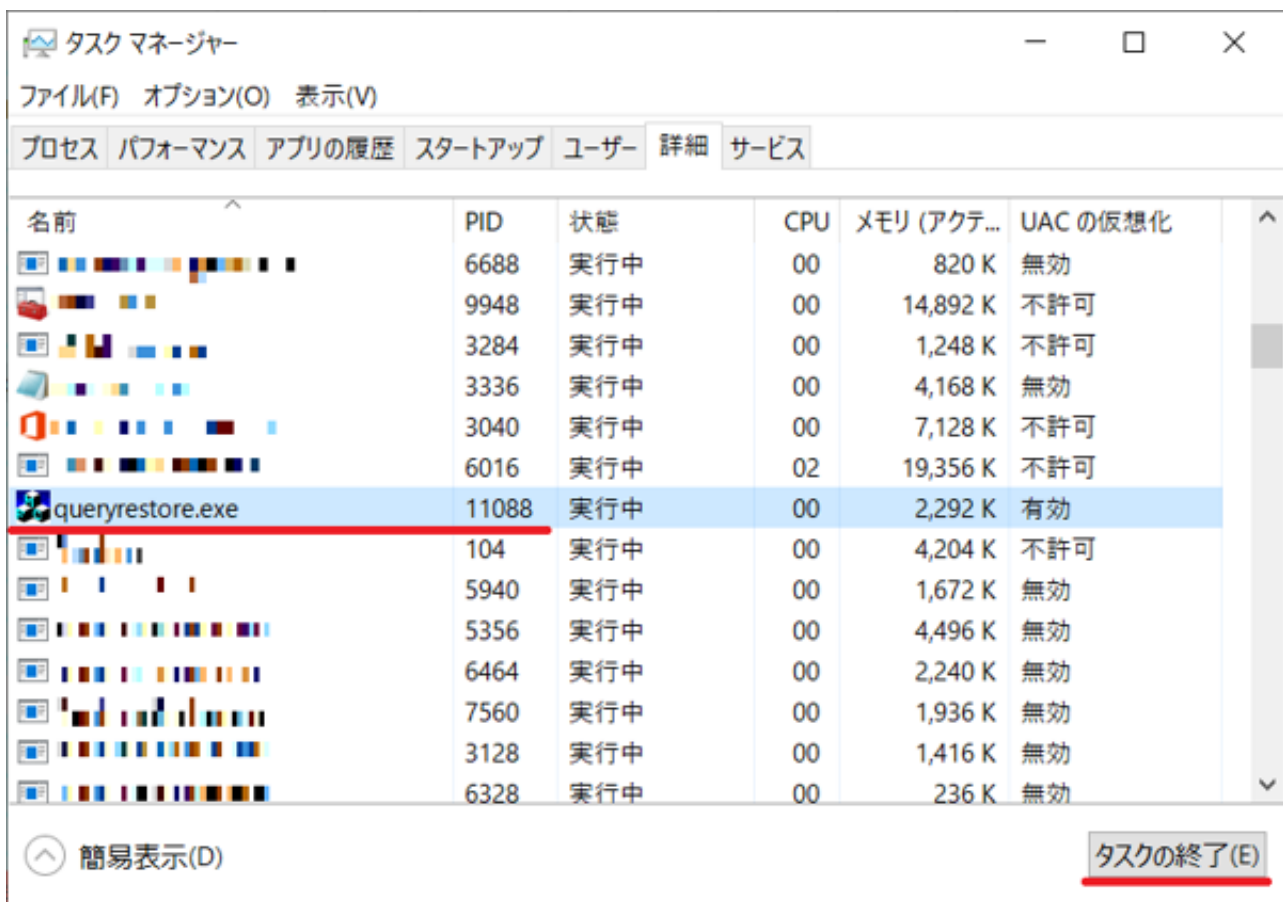 タスク マネージャー
ファイル(F) オプション(O) 表示(V)
プロセス パフォーマンス アプリの履歴 スタートアップ ユーザー 詳細 サービス
名前 PID 状態 CPU メモリ (アクテ... UAC の仮想化
6688 実行中 00 820 K 無効
9948 実行中 00 14,892 K 不許可
3284 実行中 00 1,248 K 不許可
3336 実行中 00 4,168 K 無効
3040 実行中 00 7,128 K 不許可
6016 実行中 02 19,356 K 不許可
queryrestore.exe 11088 実行中 00 2,292 K 有効
104 実行中 00 4,204 K 不許可
5940 実行中 00 1,672 K 無効
5356 実行中 00 4,496 K 無効
6464 実行中 00 2,240 K 無効
7560 実行中 00 1,936 K 無効
3128 実行中 00 1,416 K 無効
6328 実行中 00 236 K 無効
簡易表示(D)
タスクの終了(E)